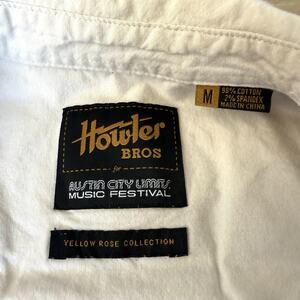 Howler
BROS
for
AUSTIN CITY LIMITS
MUSIC FESTIVAL
YELLOW ROSE COLLECTION
M
98% COTTON
2% SPANDEX
MADE IN CHINA